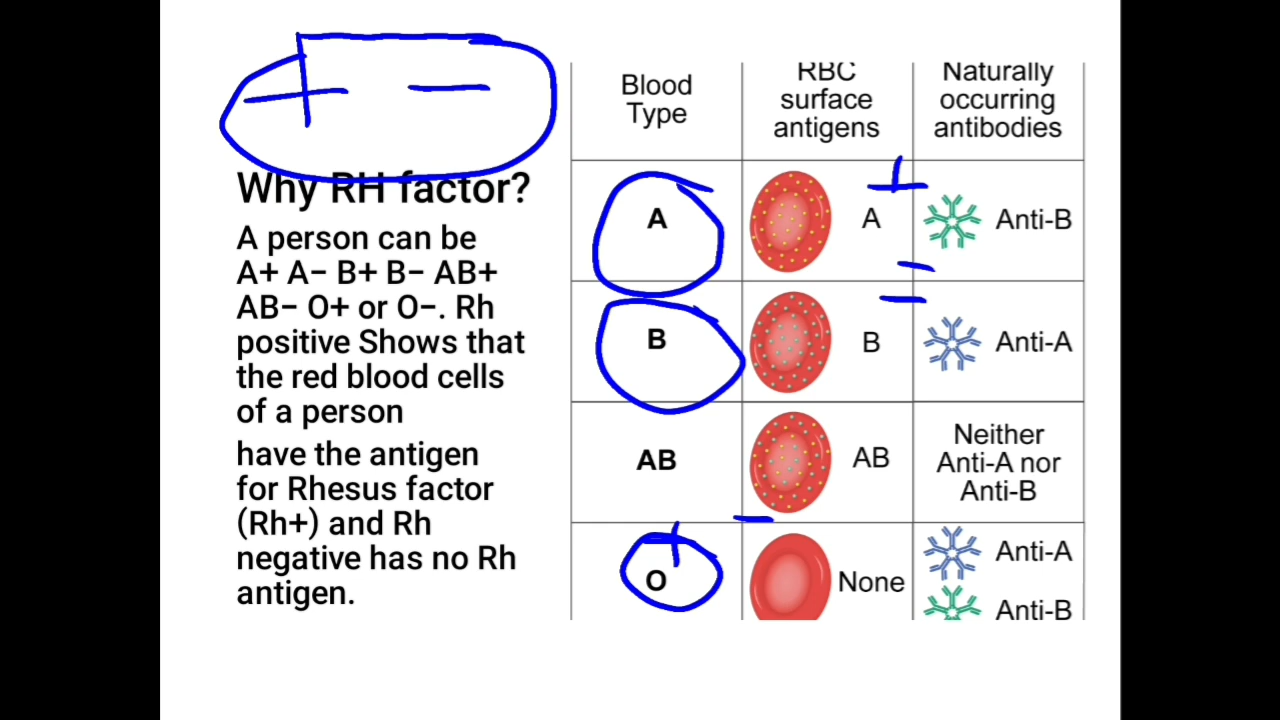 + −
Why RH factor?
A person can be
A+ A− B+ B− AB+
AB− O+ or O−. Rh
positive Shows that
the red blood cells
of a person
have the antigen
for Rhesus factor
(Rh+) and Rh
negative has no Rh
antigen.
Blood
Type
RBC
surface
antigens
Naturally
occurring
antibodies
+
A
A
Anti-B
−
−
B
B
Anti-A
AB
AB
Neither
Anti-A nor
Anti-B
−
+
O
None
Anti-A
Anti-B